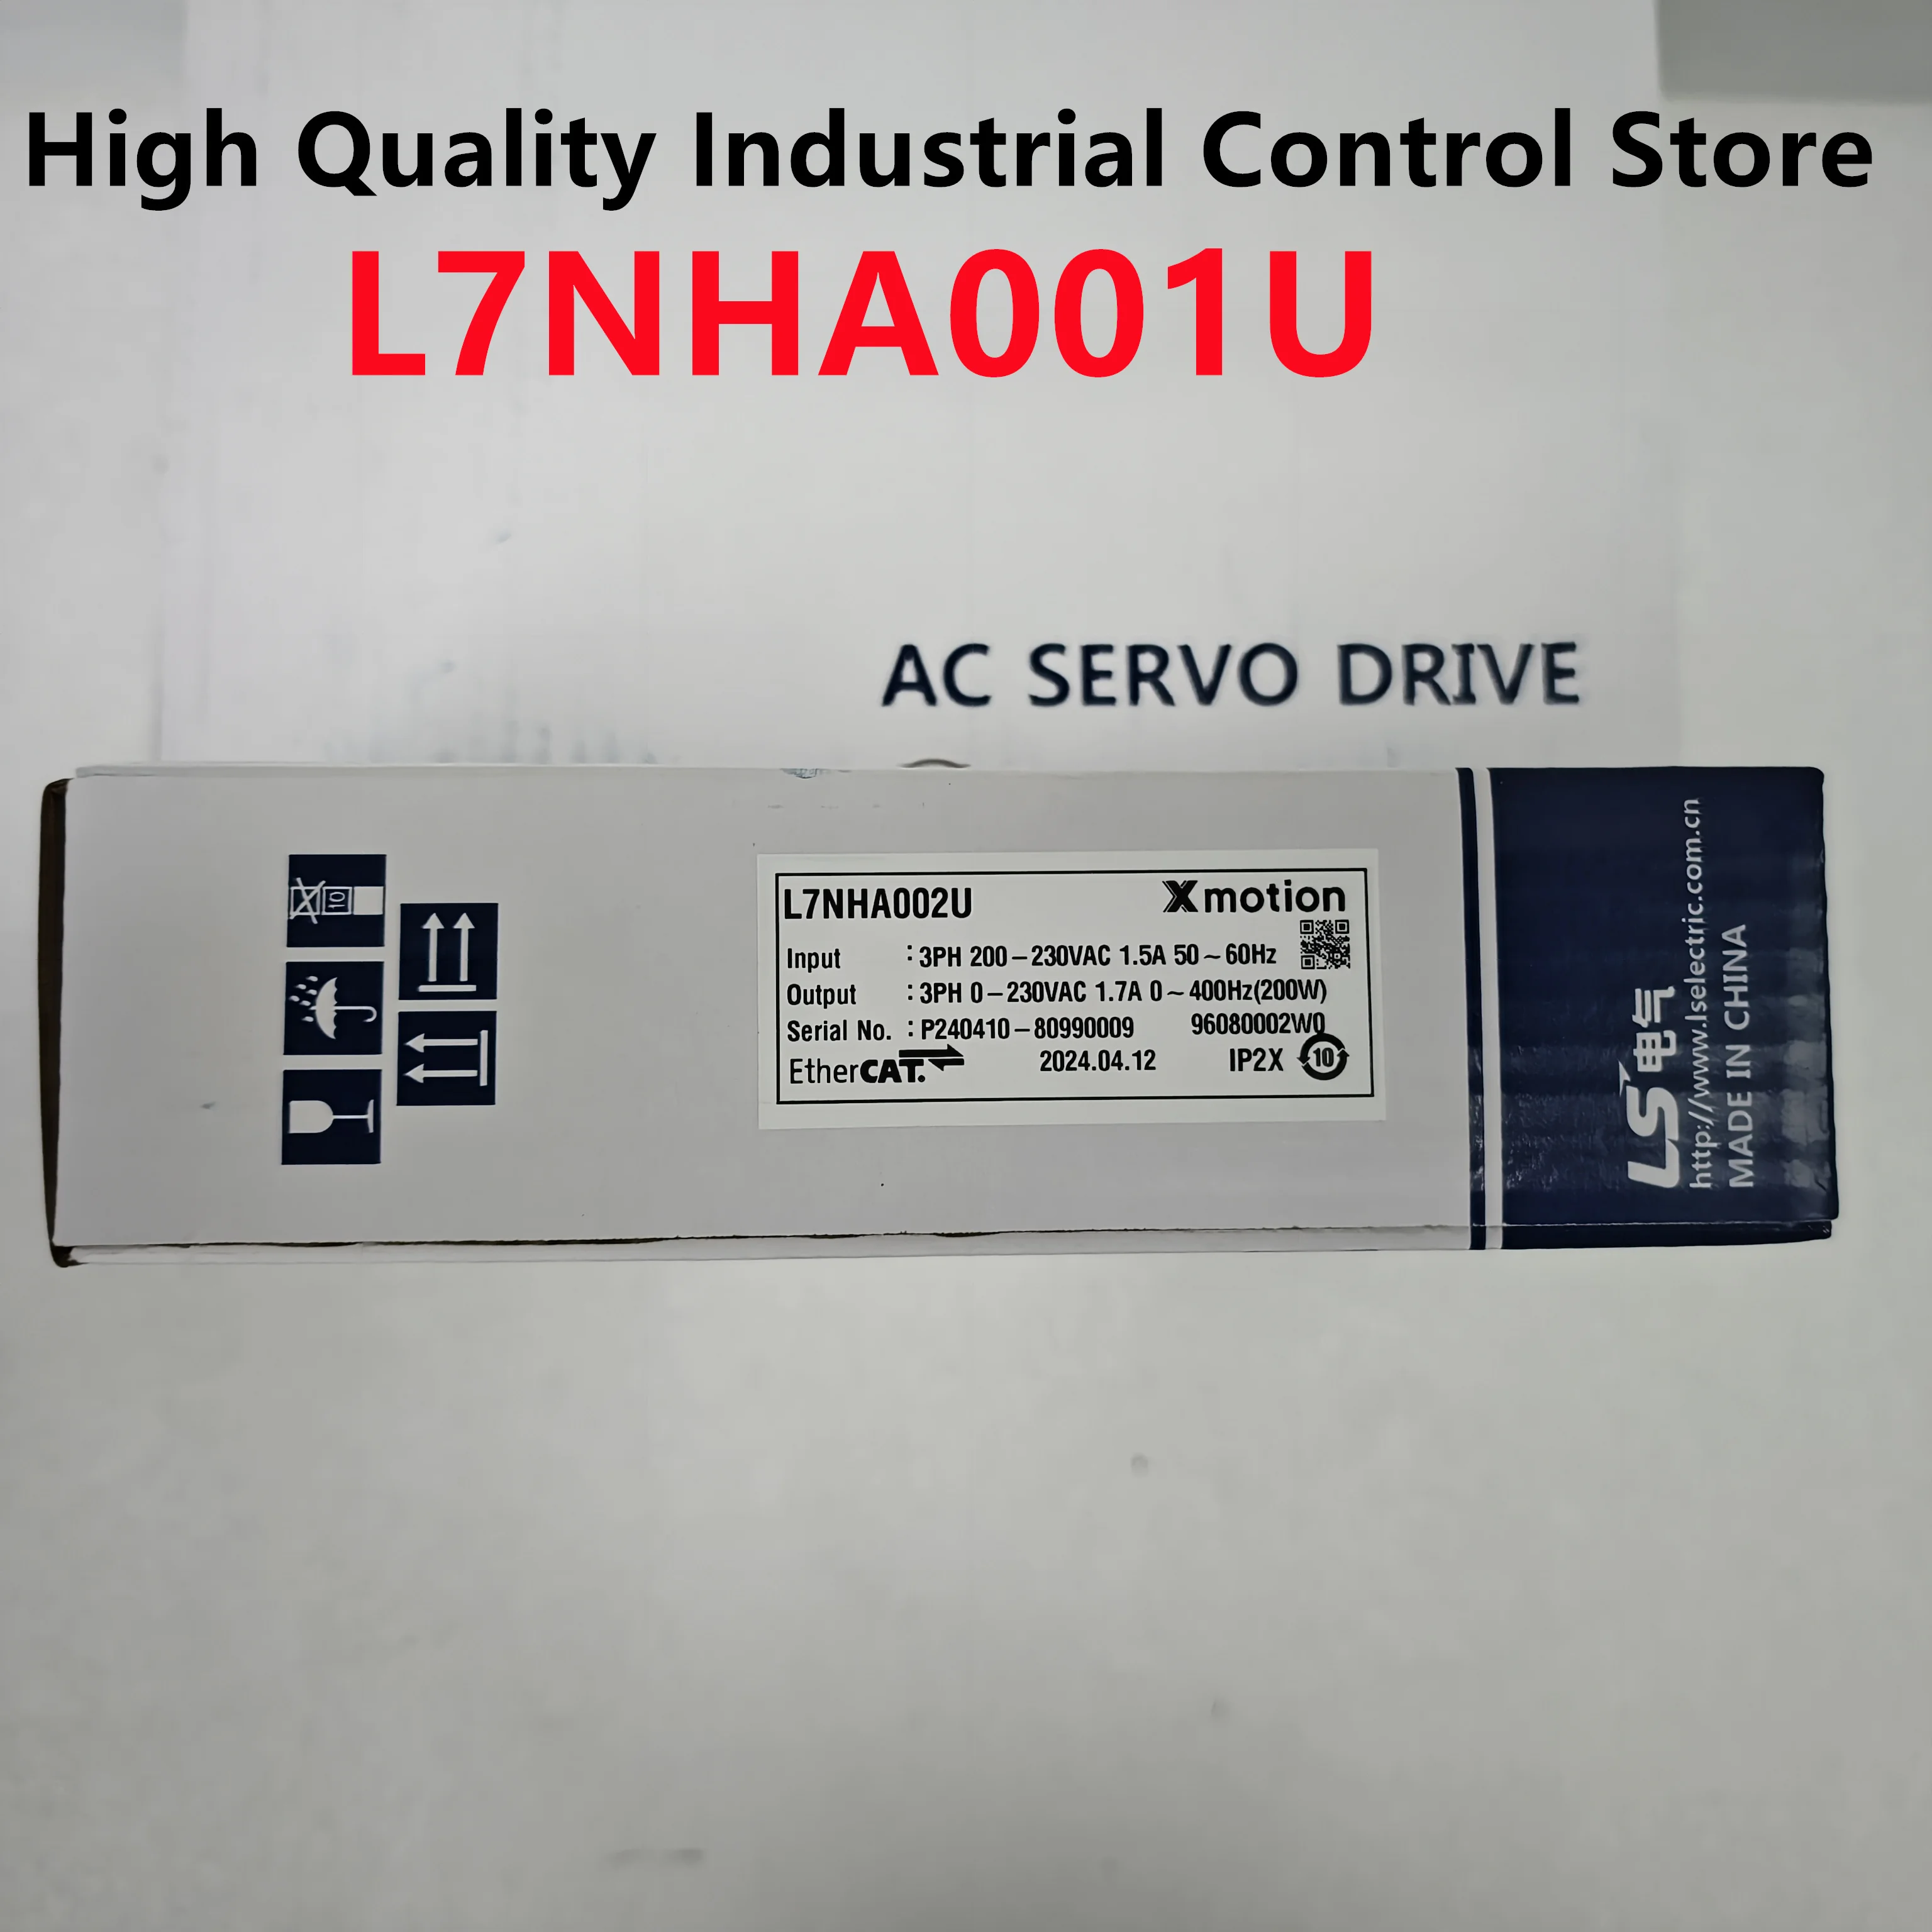 High Quality Industrial Control Store
L7NHA001U
AC SERVO DRIVE
L7NHA002U
Xmotion
Input : 3PH 200-230VAC 1.5A 50~60Hz
Output : 3PH 0-230VAC 1.7A 0~400Hz(200W)
Serial No. : P240410-80990009 96080002W0
EtherCAT. 2024.04.12 IP2X 10
10
LS电气
http://www.lselectric.com.cn
MADE IN CHINA